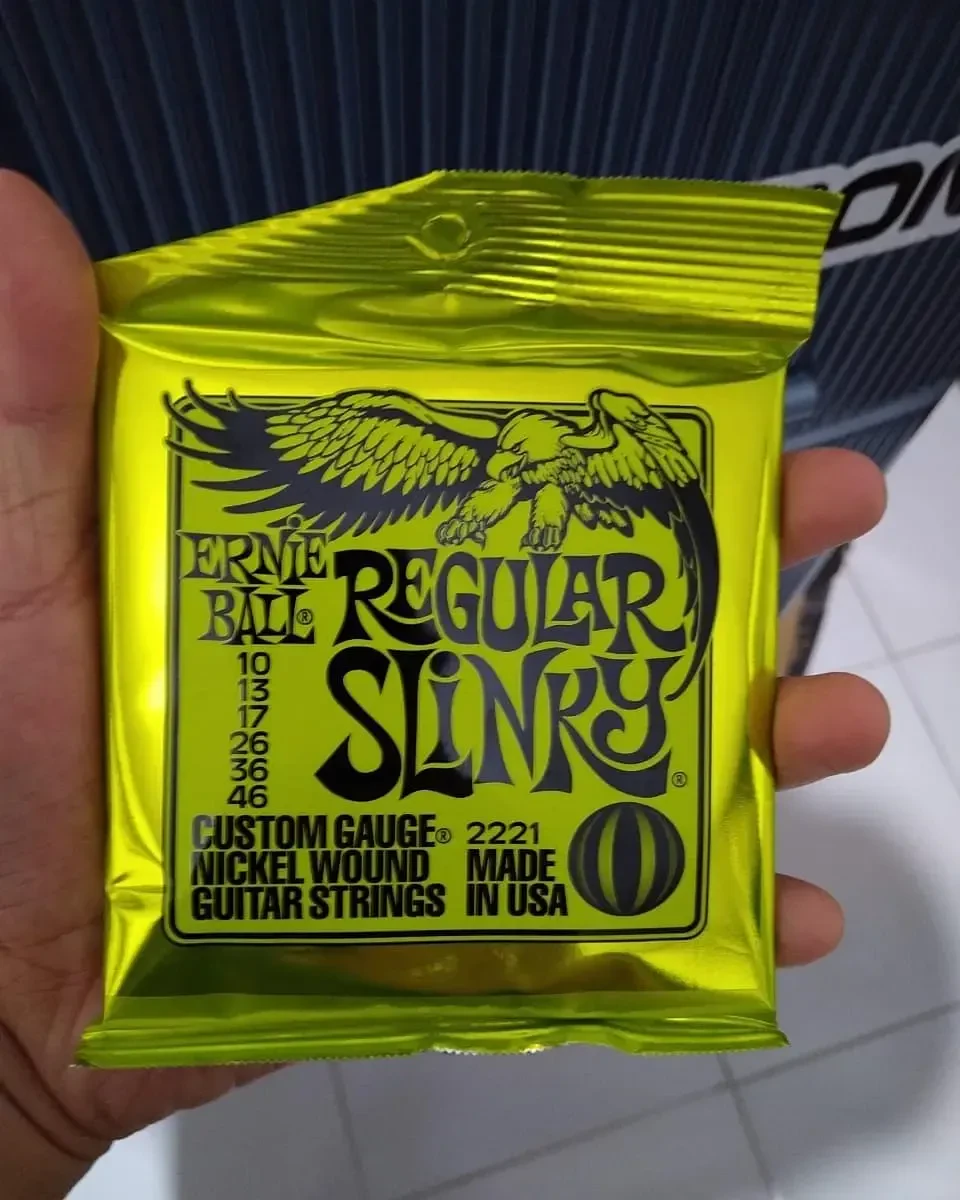 ERNIE
BALL®
REGULAR
SLINKY®
10
13
17
26
36
46
CUSTOM GAUGE®
NICKEL WOUND
GUITAR STRINGS
2221
MADE
IN USA